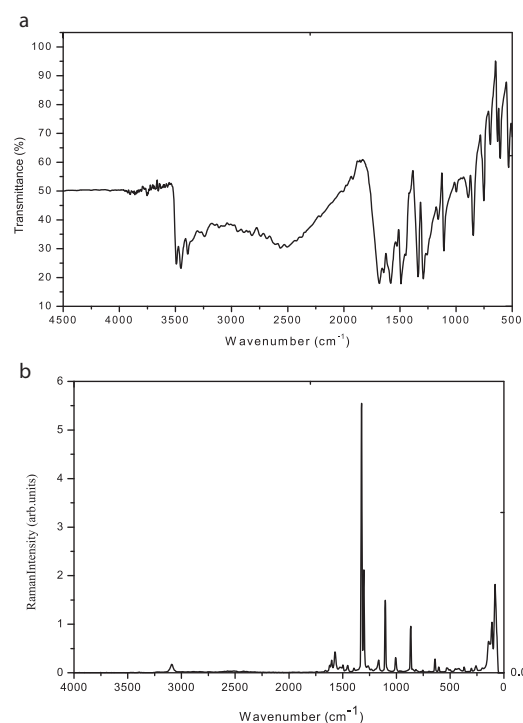 a
100
90
80
70
60
50
40
30
20
10
Transmittance (%)
4500 4000 3500 3000 2500 2000 1500 1000 500
Wavenumber (cm⁻¹)
b
6
5
4
3
2
1
0
RamanIntensity (arb.units)
0.0
4000 3500 3000 2500 2000 1500 1000 500 0
Wavenumber (cm⁻¹)